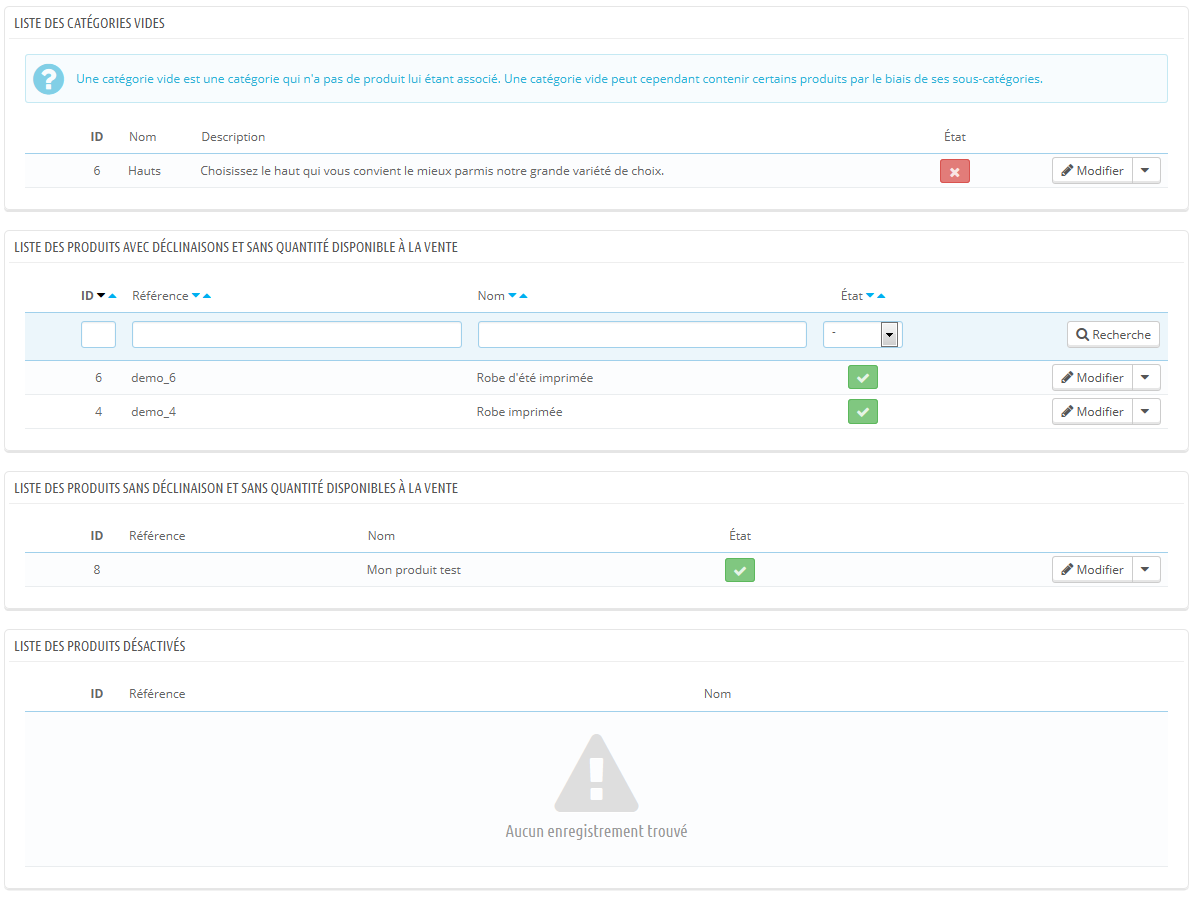 LISTE DES CATÉGORIES VIDES
Une catégorie vide est une catégorie qui n'a pas de produit lui étant associé. Une catégorie vide peut cependant contenir certains produits par le biais de ses sous-catégories.
ID Nom Description État
6 Hauts Choisissez le haut qui vous convient le mieux parmis notre grande variété de choix. Modifier
LISTE DES PRODUITS AVEC DÉCLINAISONS ET SANS QUANTITÉ DISPONIBLE À LA VENTE
ID Référence Nom État
- Recherche
6 demo_6 Robe d'été imprimée Modifier
4 demo_4 Robe imprimée Modifier
LISTE DES PRODUITS SANS DÉCLINAISON ET SANS QUANTITÉ DISPONIBLES À LA VENTE
ID Référence Nom État
8 Mon produit test Modifier
LISTE DES PRODUITS DÉSACTIVÉS
ID Référence Nom
Aucun enregistrement trouvé